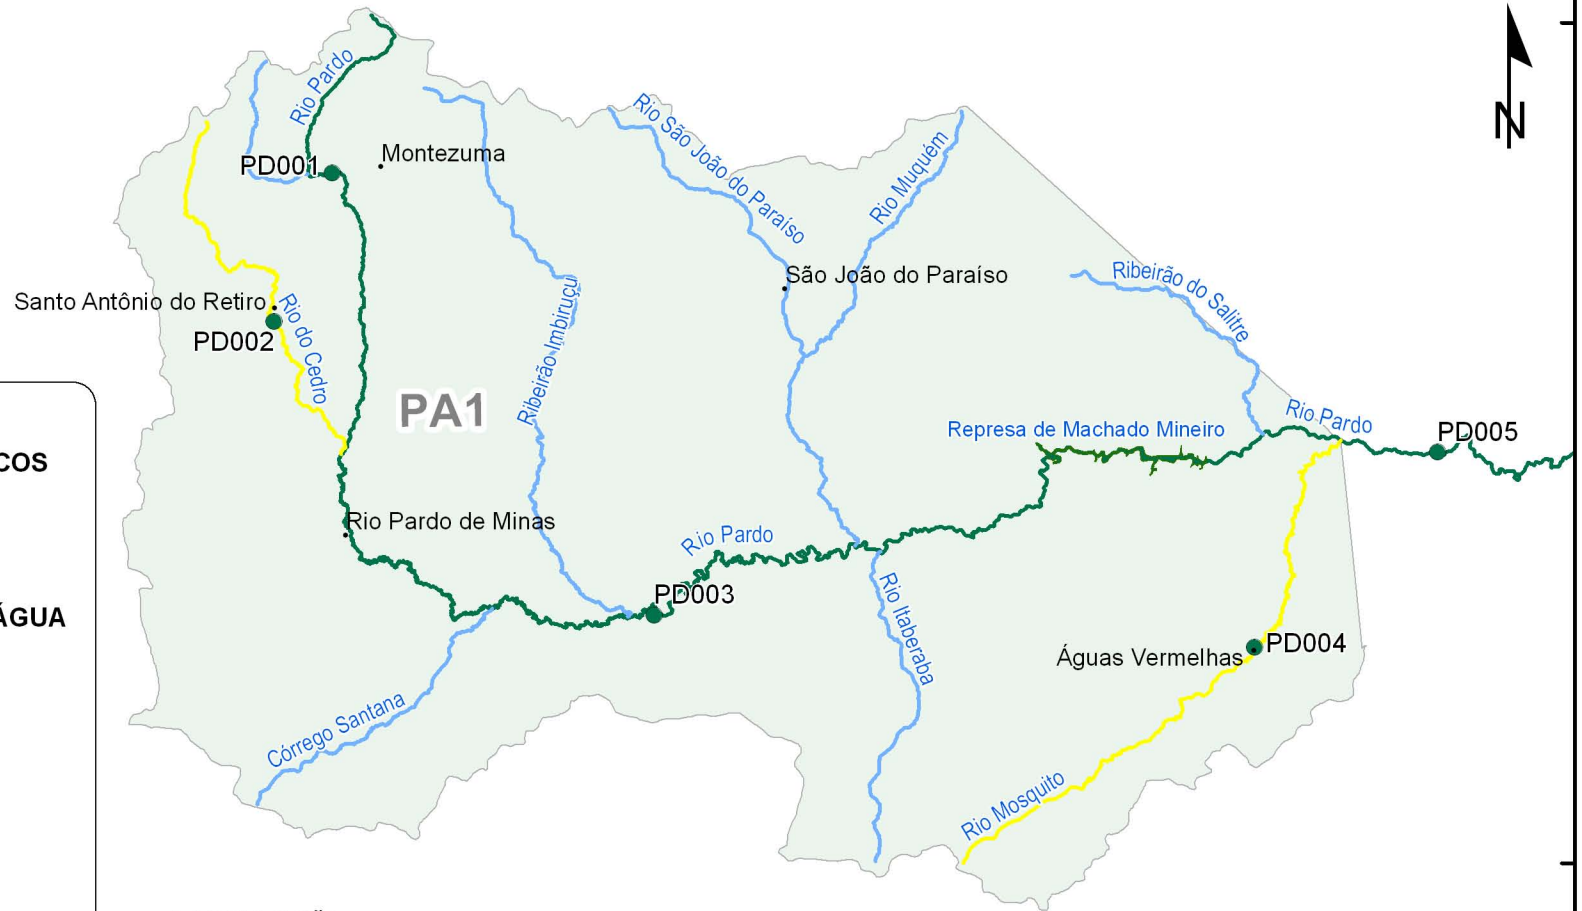 N
Rio Pardo
Rio São João do Paraíso
Rio Muquém
PD001
Montezuma
São João do Paraíso
Ribeirão do Salitre
Santo Antônio do Retiro
Rio do Cedro
PD002
Ribeirão Imbiruçu
PA1
Represa de Machado Mineiro
Rio Pardo
PD005
COS
Rio Pardo de Minas
Rio Pardo
PD003
Rio Itaberaba
ÁGUA
Águas Vermelhas
PD004
Córrego Santana
Rio Mosquito